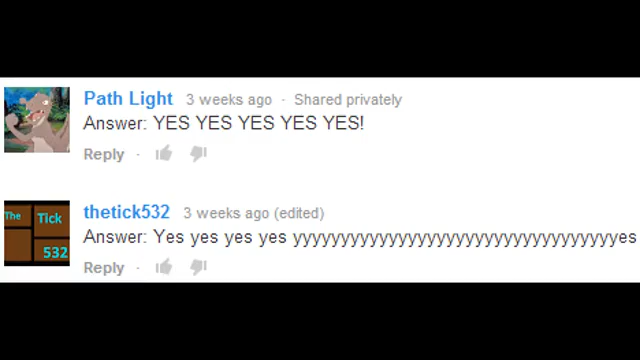 Path Light 3 weeks ago · Shared privately
Answer: YES YES YES YES YES!
Reply ·
The Tick 532
thetick532 3 weeks ago (edited)
Answer: Yes yes yes yes yyyyyyyyyyyyyyyyyyyyyyyyyyyyyyyyyyyes
Reply ·